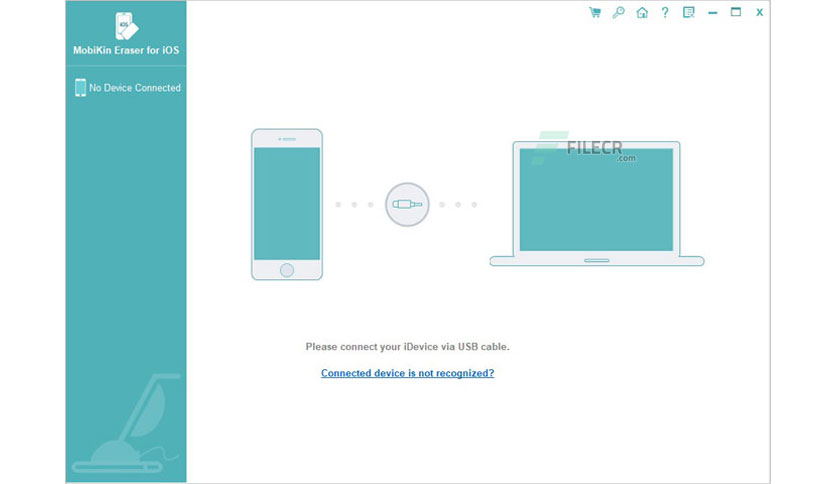 iOS
MobiKin Eraser for iOS
No Device Connected
FILECR
.com
Please connect your iDevice via USB cable.
Connected device is not recognized?